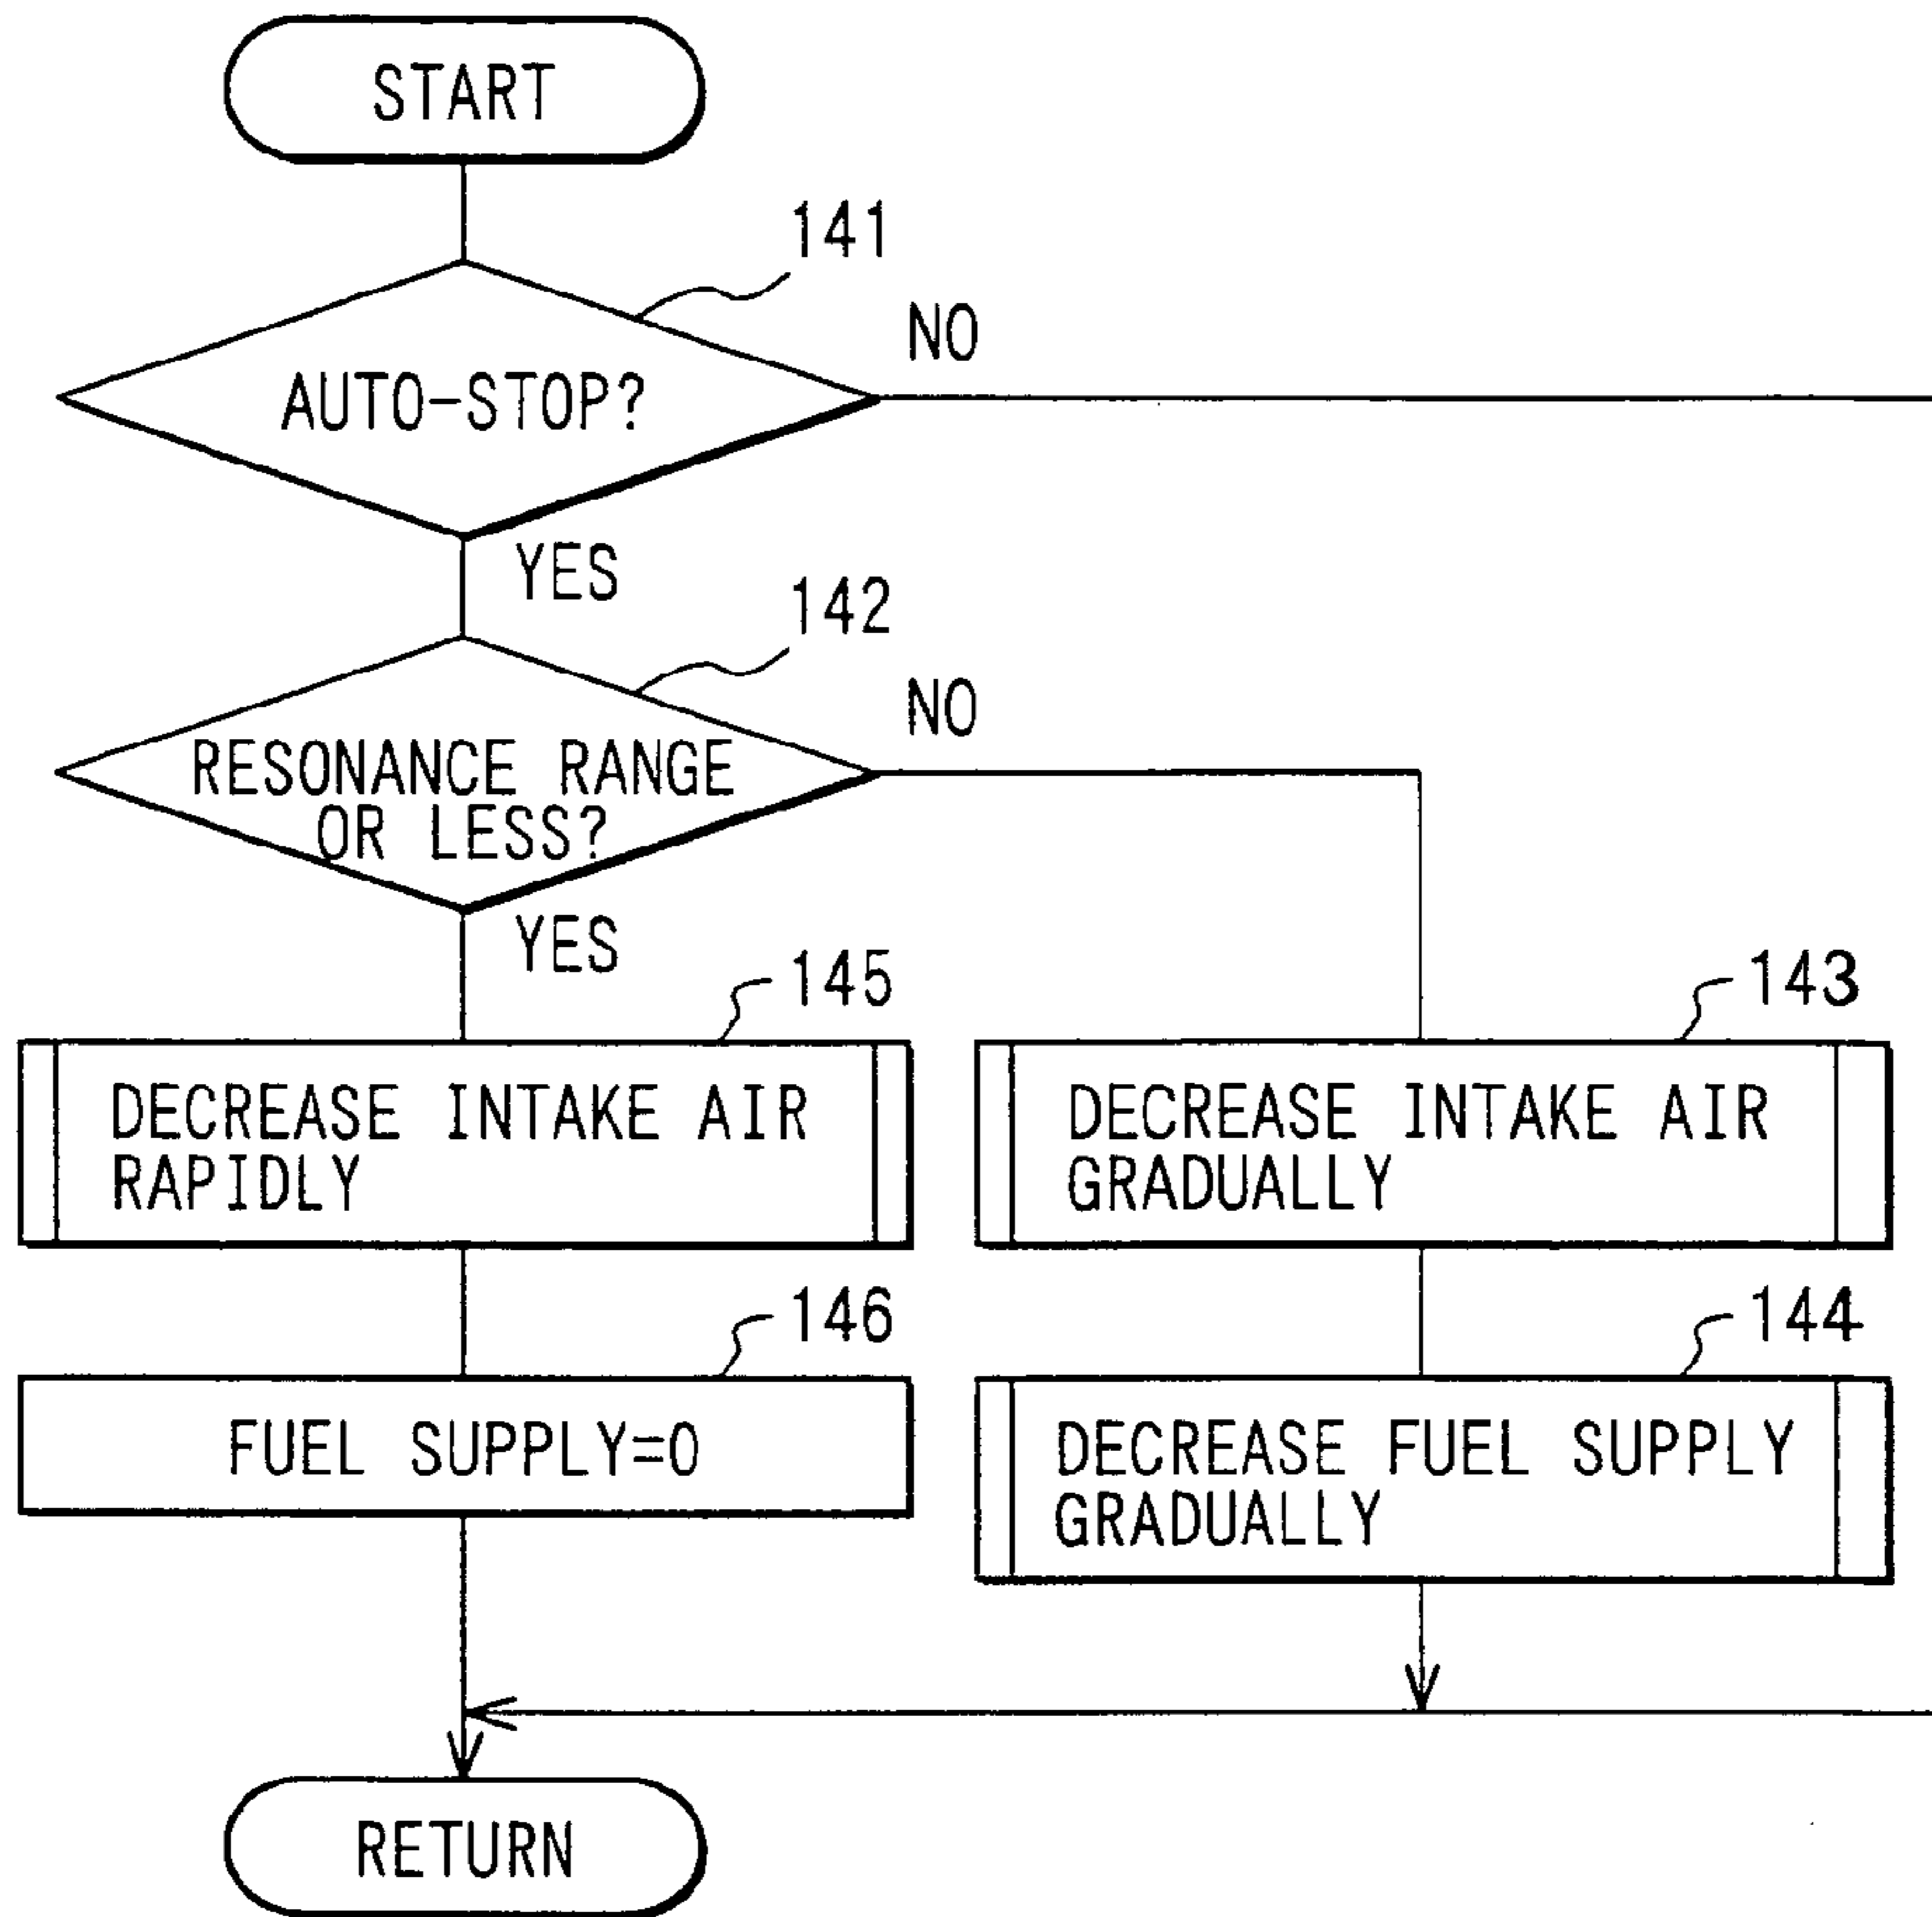 START
141
AUTO-STOP?
NO
YES
142
RESONANCE RANGE
OR LESS?
NO
YES
145
DECREASE INTAKE AIR
RAPIDLY
143
DECREASE INTAKE AIR
GRADUALLY
146
FUEL SUPPLY=0
144
DECREASE FUEL SUPPLY
GRADUALLY
RETURN